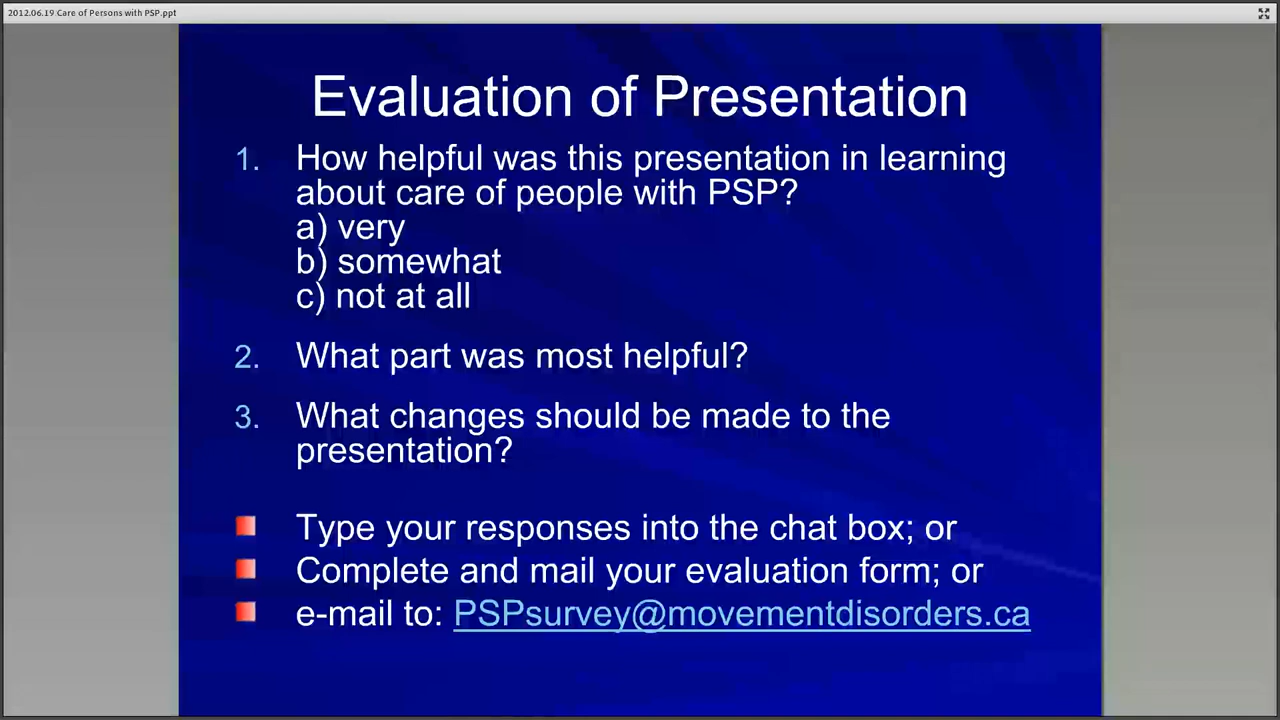 2012.06.19 Care of Persons with PSP.ppt
Evaluation of Presentation
1. How helpful was this presentation in learning
about care of people with PSP?
a) very
b) somewhat
c) not at all
2. What part was most helpful?
3. What changes should be made to the
presentation?
Type your responses into the chat box; or
Complete and mail your evaluation form; or
e-mail to: PSPsurvey@movementdisorders.ca